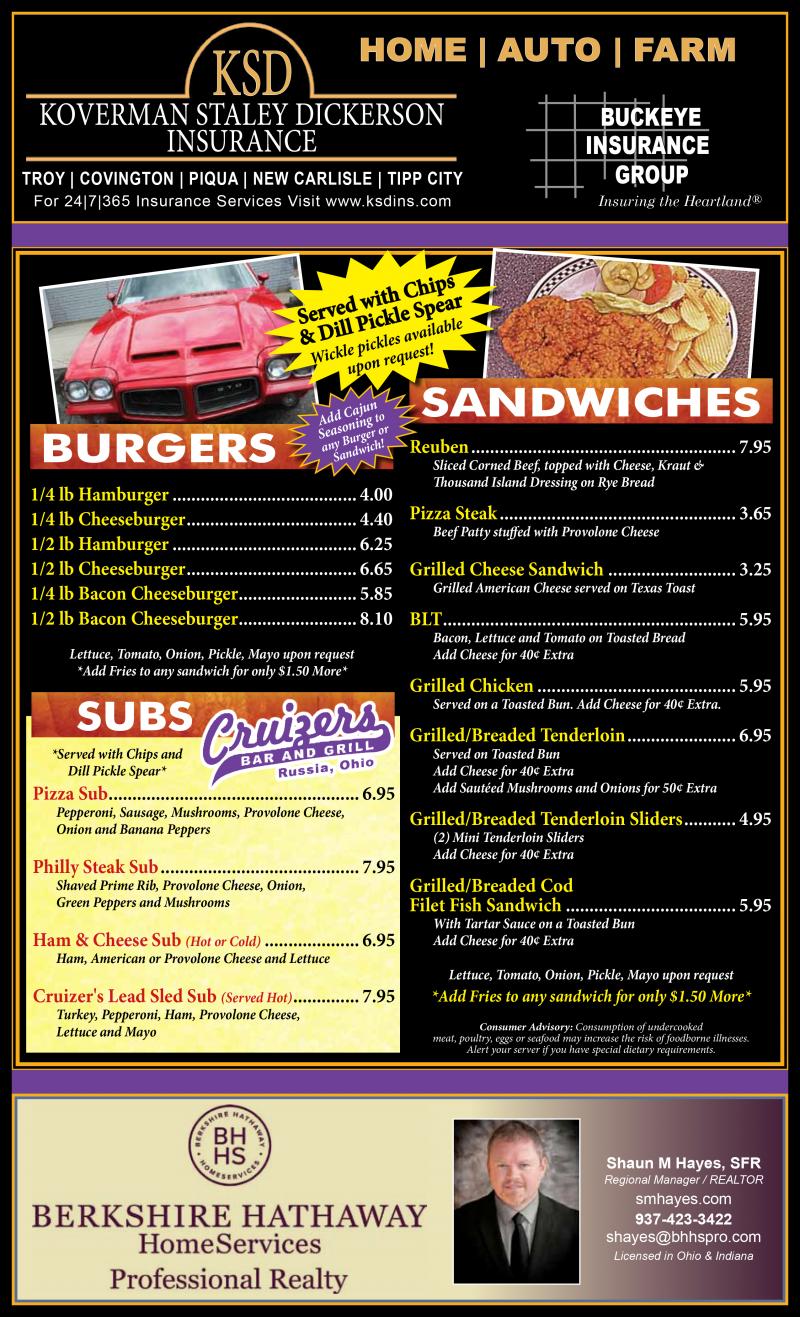 KSD
KOVERMAN STALEY DICKERSON
INSURANCE
TROY | COVINGTON | PIQUA | NEW CARLISLE | TIPP CITY
For 24|7|365 Insurance Services Visit www.ksdins.com
HOME | AUTO | FARM
BUCKEYE
INSURANCE
GROUP
Insuring the Heartland®
Served with Chips
& Dill Pickle Spear
Wickle pickles available
upon request!
Add Cajun
Seasoning to
any Burger or
Sandwich!
GTO
BURGERS
1/4 lb Hamburger ........................................ 4.00
1/4 lb Cheeseburger..................................... 4.40
1/2 lb Hamburger ........................................ 6.25
1/2 lb Cheeseburger..................................... 6.65
1/4 lb Bacon Cheeseburger.......................... 5.85
1/2 lb Bacon Cheeseburger.......................... 8.10
Lettuce, Tomato, Onion, Pickle, Mayo upon request
*Add Fries to any sandwich for only $1.50 More*
SUBS
Cruizers
BAR AND GRILL
Russia, Ohio
*Served with Chips and
Dill Pickle Spear*
Pizza Sub...................................................... 6.95
Pepperoni, Sausage, Mushrooms, Provolone Cheese,
Onion and Banana Peppers
Philly Steak Sub ........................................... 7.95
Shaved Prime Rib, Provolone Cheese, Onion,
Green Peppers and Mushrooms
Ham & Cheese Sub (Hot or Cold) .................... 6.95
Ham, American or Provolone Cheese and Lettuce
Cruizer's Lead Sled Sub (Served Hot).............. 7.95
Turkey, Pepperoni, Ham, Provolone Cheese,
Lettuce and Mayo
SANDWICHES
Reuben ......................................................... 7.95
Sliced Corned Beef, topped with Cheese, Kraut &
Thousand Island Dressing on Rye Bread
Pizza Steak ................................................... 3.65
Beef Patty stuffed with Provolone Cheese
Grilled Cheese Sandwich ........................... 3.25
Grilled American Cheese served on Texas Toast
BLT............................................................... 5.95
Bacon, Lettuce and Tomato on Toasted Bread
Add Cheese for 40¢ Extra
Grilled Chicken ........................................... 5.95
Served on a Toasted Bun. Add Cheese for 40¢ Extra.
Grilled/Breaded Tenderloin....................... 6.95
Served on Toasted Bun
Add Cheese for 40¢ Extra
Add Sautéed Mushrooms and Onions for 50¢ Extra
Grilled/Breaded Tenderloin Sliders........... 4.95
(2) Mini Tenderloin Sliders
Add Cheese for 40¢ Extra
Grilled/Breaded Cod
Filet Fish Sandwich .................................... 5.95
With Tartar Sauce on a Toasted Bun
Add Cheese for 40¢ Extra
Lettuce, Tomato, Onion, Pickle, Mayo upon request
*Add Fries to any sandwich for only $1.50 More*
Consumer Advisory: Consumption of undercooked
meat, poultry, eggs or seafood may increase the risk of foodborne illnesses.
Alert your server if you have special dietary requirements.
BERKSHIRE HATHAWAY
BH
HS
HOMESERVICES
BERKSHIRE HATHAWAY
HomeServices
Professional Realty
Shaun M Hayes, SFR
Regional Manager / REALTOR
smhayes.com
937-423-3422
shayes@bhhspro.com
Licensed in Ohio & Indiana